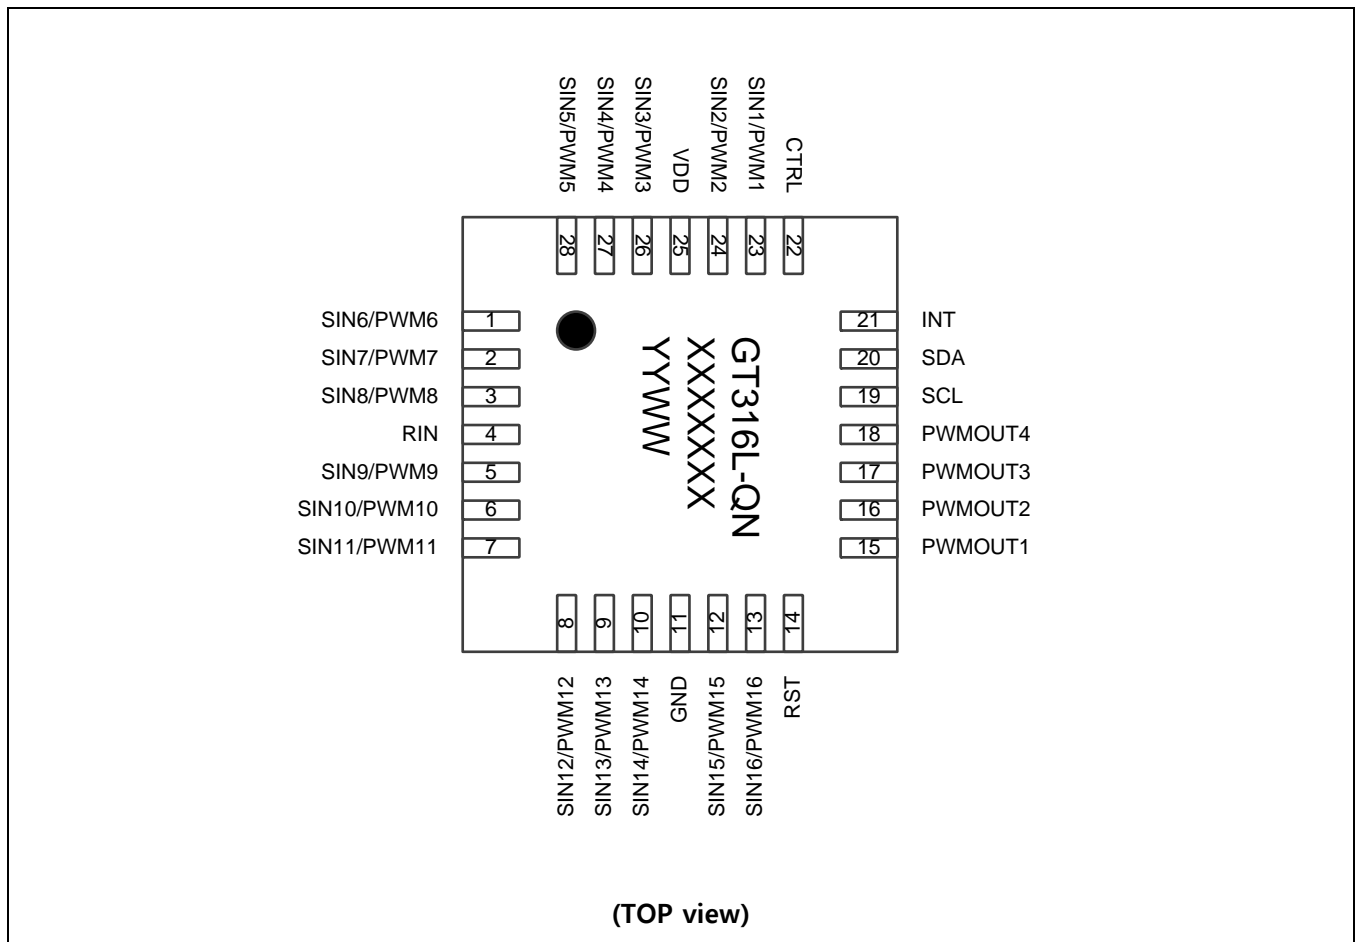 SIN5/PWM5
SIN4/PWM4
SIN3/PWM3
VDD
SIN2/PWM2
SIN1/PWM1
CTRL
28
27
26
25
24
23
22
SIN6/PWM6 1
SIN7/PWM7 2
SIN8/PWM8 3
RIN 4
SIN9/PWM9 5
SIN10/PWM10 6
SIN11/PWM11 7
GT316L-QN
XXXXXXX
YYWW
21 INT
20 SDA
19 SCL
18 PWMOUT4
17 PWMOUT3
16 PWMOUT2
15 PWMOUT1
8
9
10
11
12
13
14
SIN12/PWM12
SIN13/PWM13
SIN14/PWM14
GND
SIN15/PWM15
SIN16/PWM16
RST
(TOP view)